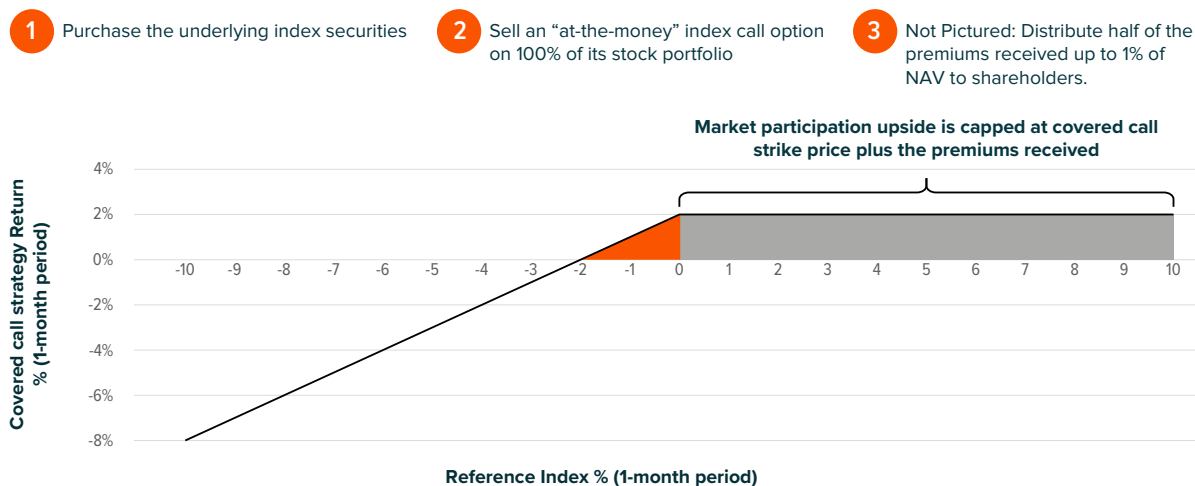 1 Purchase the underlying index securities
2 Sell an “at-the-money” index call option
on 100% of its stock portfolio
3 Not Pictured: Distribute half of the
premiums received up to 1% of
NAV to shareholders.
Market participation upside is capped at covered call
strike price plus the premiums received
Covered call strategy Return
% (1-month period)
4%
2%
0%
-2%
-4%
-6%
-8%
-10 -9 -8 -7 -6 -5 -4 -3 -2 -1 0 1 2 3 4 5 6 7 8 9 10
Reference Index % (1-month period)